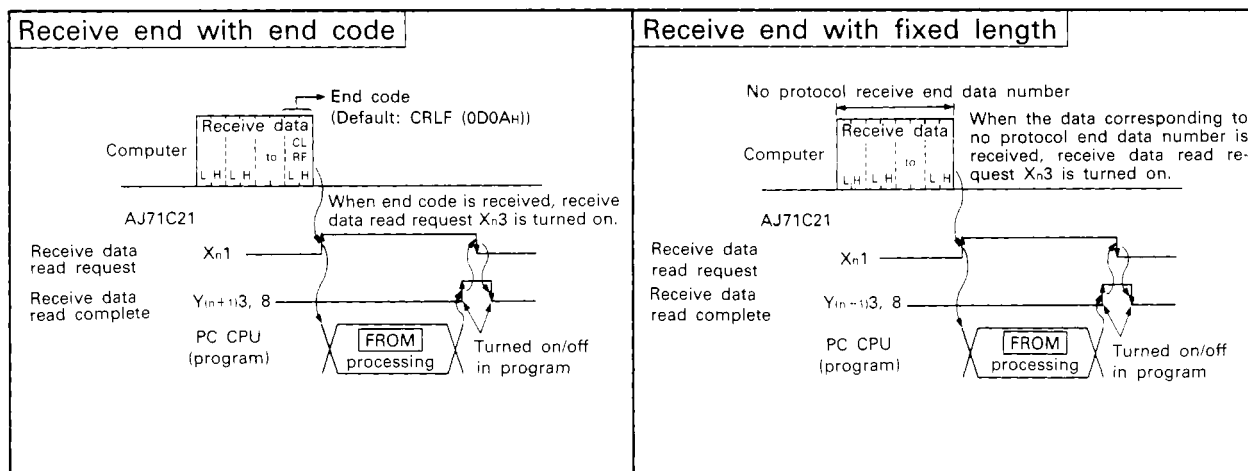 Receive end with end code
End code
(Default: CRLF (0D0AH))
Receive data
CL
RF
to
L H L H L H
Computer
When end code is received, receive
data read request Xn3 is turned on.
AJ71C21
Receive data
read request
Xn1
Receive data
read complete
Y(n+1)3, 8
PC CPU
(program)
FROM
processing
Turned on/off
in program
Receive end with fixed length
No protocol receive end data number
Receive data
to
L H L H L H
Computer
When the data corresponding to
no protocol end data number is
received, receive data read re-
quest Xn3 is turned on.
AJ71C21
Receive data
read request
Xn1
Receive data
read complete
Y(n-1)3, 8
PC CPU
(program)
FROM
processing
Turned on/off
in program